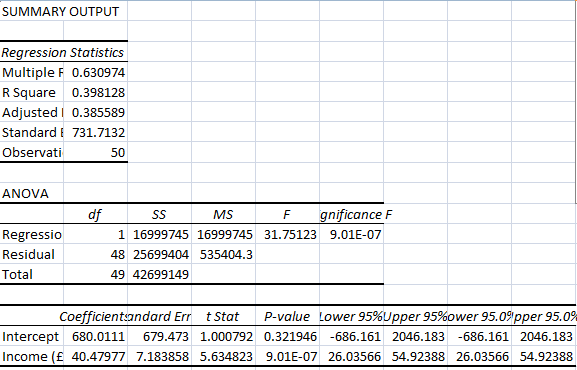 SUMMARY OUTPUT
Regression Statistics
Multiple F 0.630974
R Square 0.398128
Adjusted I 0.385589
Standard E 731.7132
Observati 50
ANOVA
df SS MS F gnificance F
Regressio 1 16999745 16999745 31.75123 9.01E-07
Residual 48 25699404 535404.3
Total 49 42699149
Coefficients andard Err t Stat P-value Lower 95% Upper 95% ower 95.0% pper 95.0%
Intercept 680.0111 679.473 1.000792 0.321946 -686.161 2046.183 -686.161 2046.183
Income (£ 40.47977 7.183858 5.634823 9.01E-07 26.03566 54.92388 26.03566 54.92388